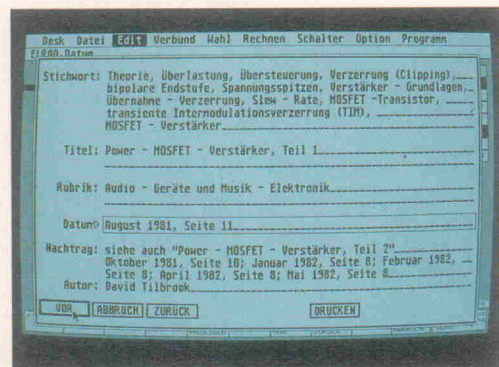 Desk Datei Edit Verbund Wahl Rechnen Schalter Option Programm
ELRAD Datum
Stichwort: Theorie, Überlastung, Übersteuerung, Verzerrung (Clipping),
bipolare Endstufe, Spannungsspitzen, Verstärker - Grundlagen,
Übernahme - Verzerrung, Slew - Rate, MOSFET -Transistor,
transiente Intermodulationsverzerrung (TIM),
MOSFET - Verstärker
Titel: Power - MOSFET - Verstärker, Teil 1
Rubrik: Audio - Geräte und Musik - Elektronik
Datum◊ August 1981, Seite 11
Nachtrag: siehe auch "Power - MOSFET - Verstärker, Teil 2"
Oktober 1981, Seite 10; Januar 1982, Seite 8; Februar 1982,
Seite 8; April 1982, Seite 8; Mai 1982, Seite 8
Autor: David Tilbrook
VOR ABBRUCH ZURÜCK DRUCKEN